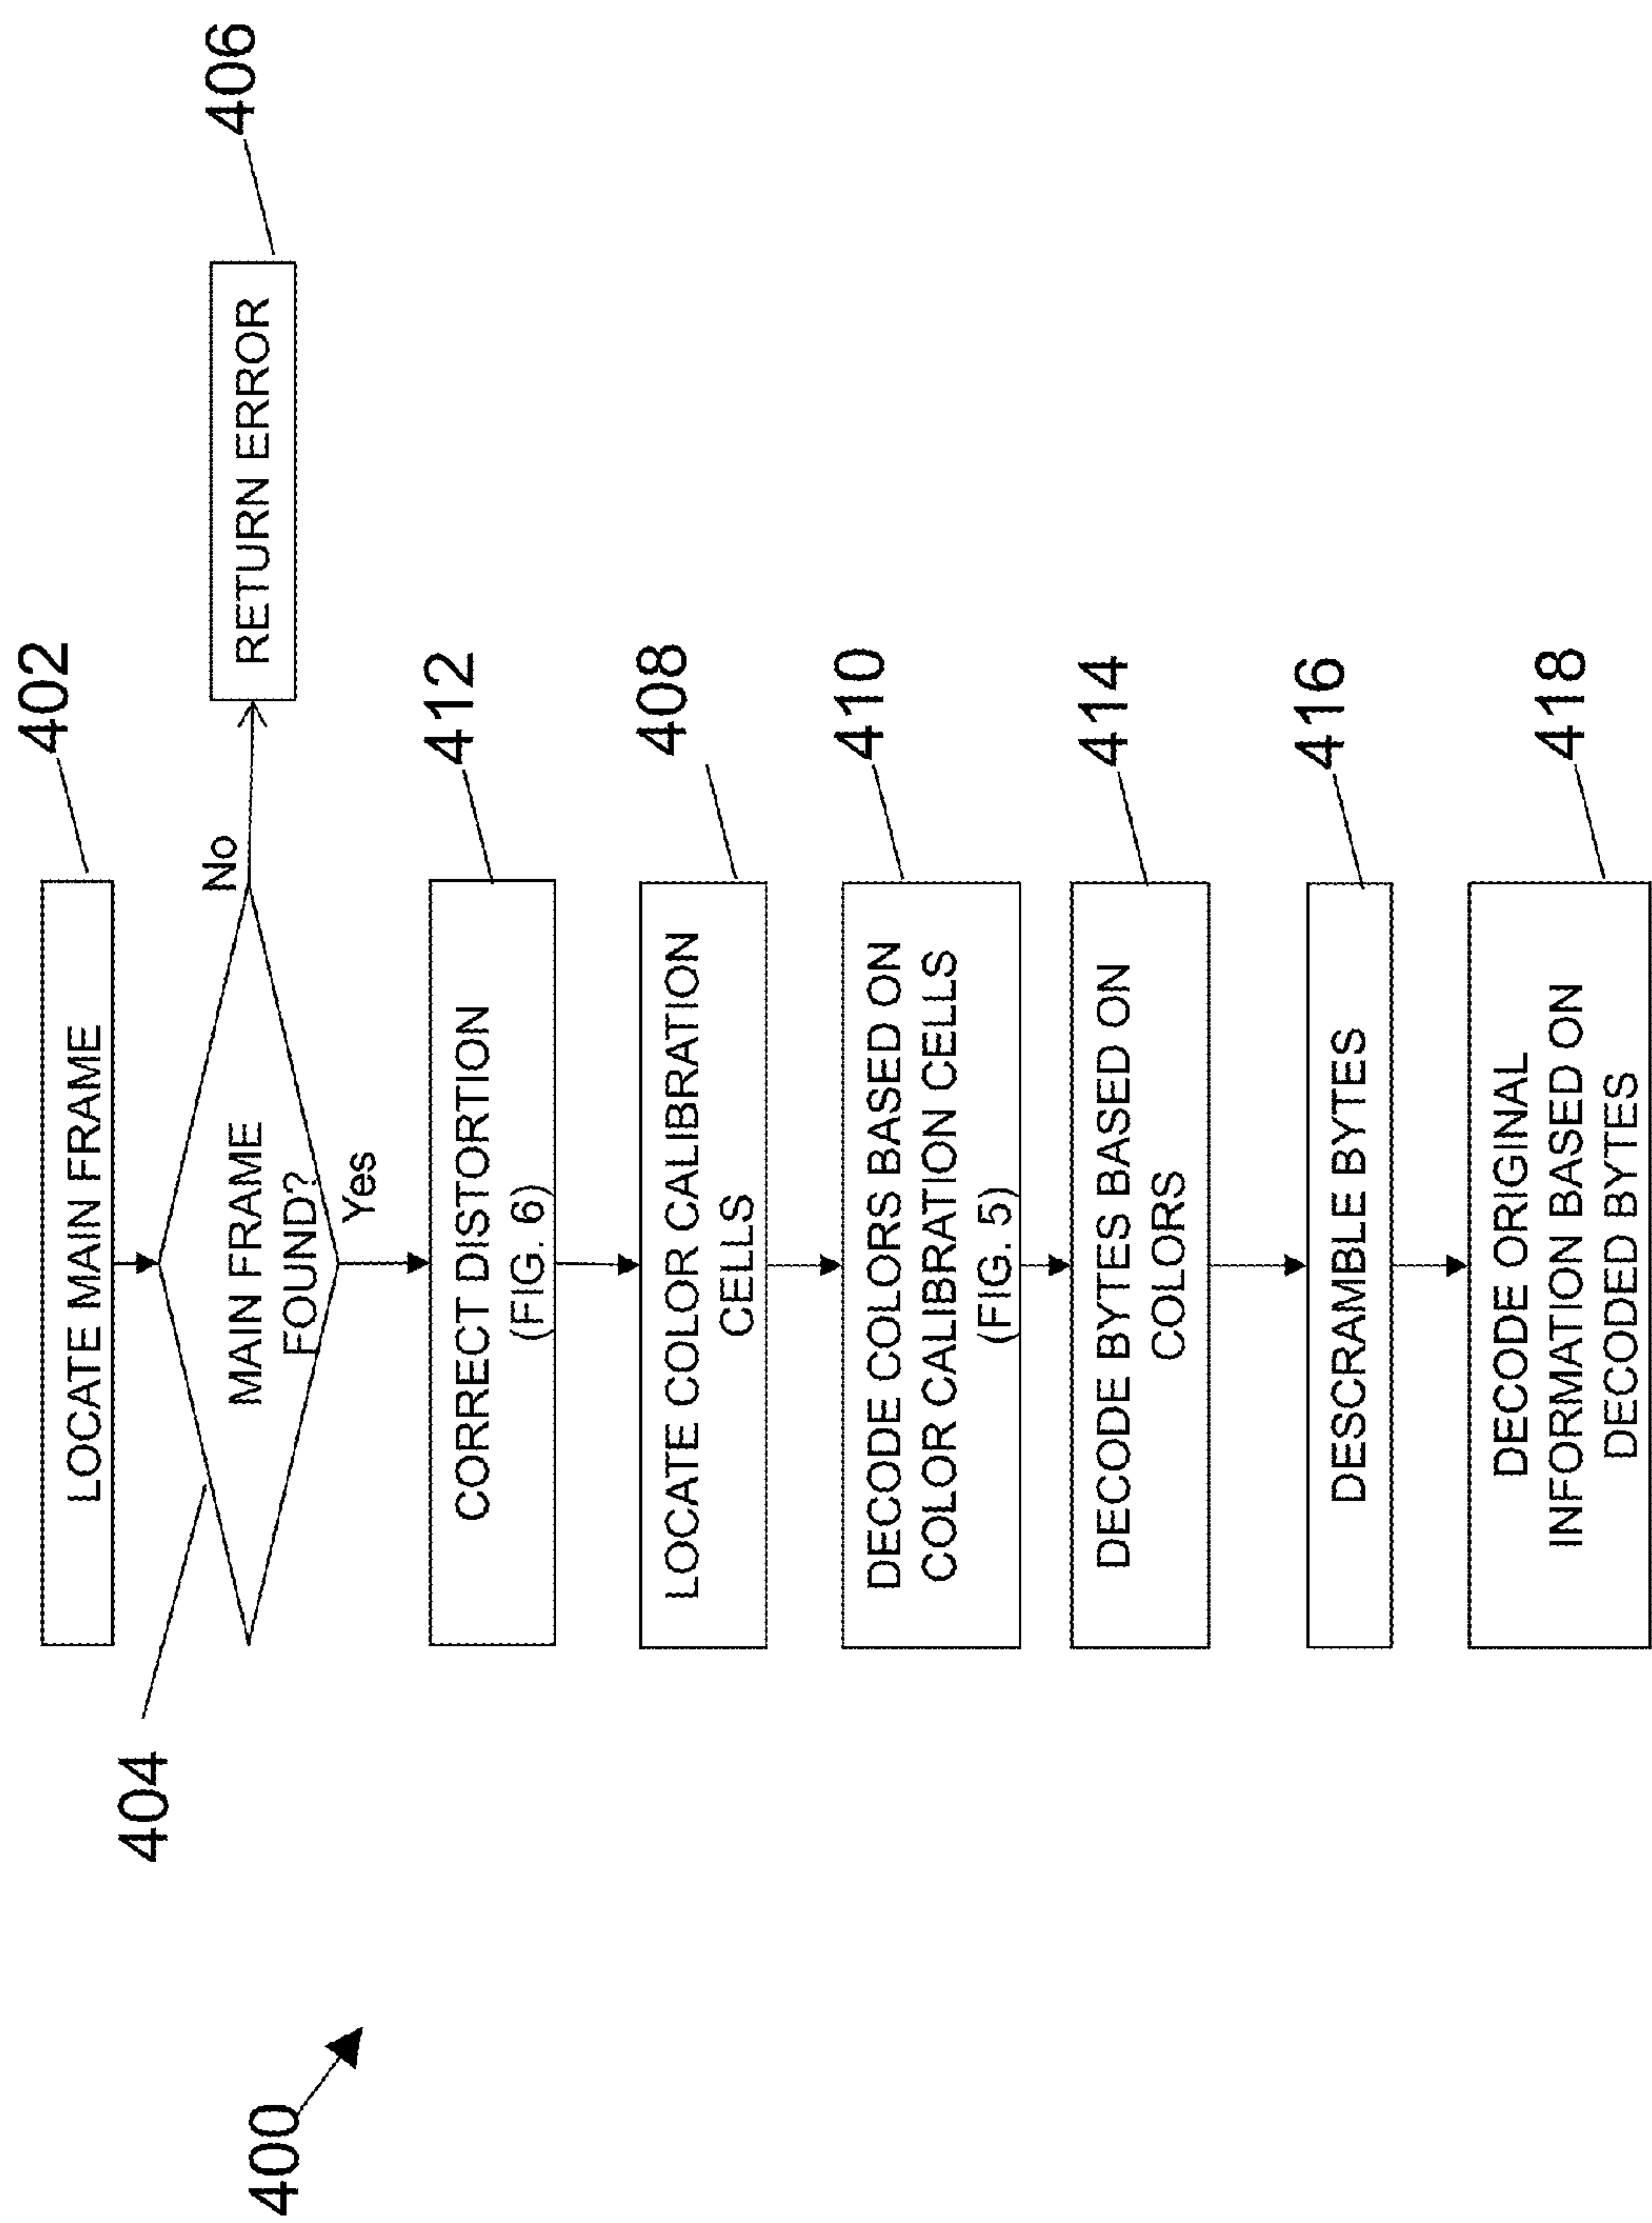 400
402
LOCATE MAIN FRAME
404
MAIN FRAME
FOUND?
No
406
RETURN ERROR
Yes
412
CORRECT DISTORTION
(FIG. 6)
408
LOCATE COLOR CALIBRATION
CELLS
410
DECODE COLORS BASED ON
COLOR CALIBRATION CELLS
(FIG. 5)
414
DECODE BYTES BASED ON
COLORS
416
DESCRAMBLE BYTES
418
DECODE ORIGINAL
INFORMATION BASED ON
DECODED BYTES